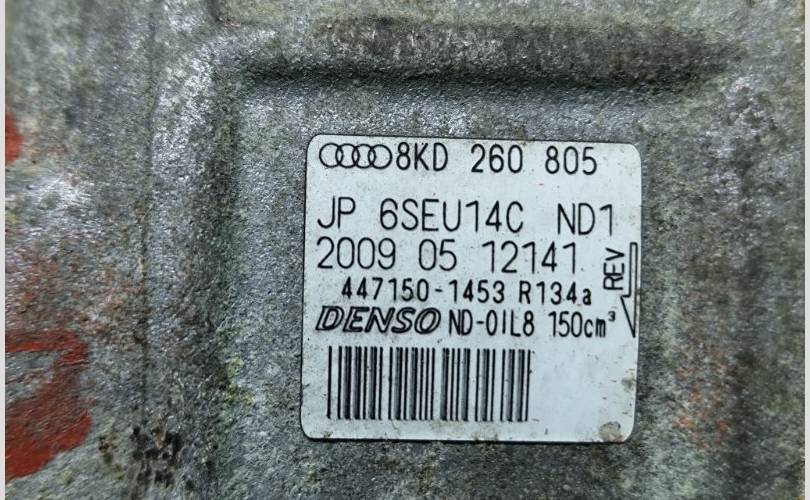 8KD 260 805
JP 6SEU14C ND1
2009 05 12141
REV
447150-1453 R134a
DENSO ND-OIL8 150cm³